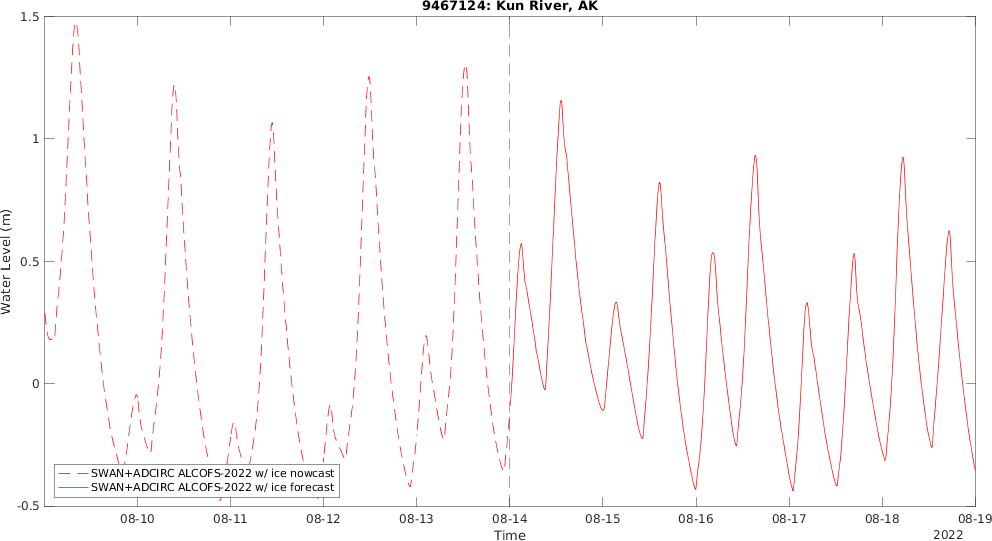 9467124: Kun River, AK
Water Level (m)
1.5
1
0.5
0
-0.5
SWAN+ADCIRC ALCOFS-2022 w/ ice nowcast
SWAN+ADCIRC ALCOFS-2022 w/ ice forecast
08-10 08-11 08-12 08-13 08-14 08-15 08-16 08-17 08-18 08-19
Time
2022